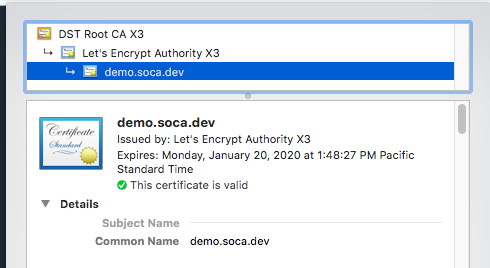 DST Root CA X3
Let's Encrypt Authority X3
demo.soca.dev
Certificate
Standard
demo.soca.dev
Issued by: Let's Encrypt Authority X3
Expires: Monday, January 20, 2020 at 1:48:27 PM Pacific
Standard Time
This certificate is valid
Details
Subject Name
Common Name demo.soca.dev